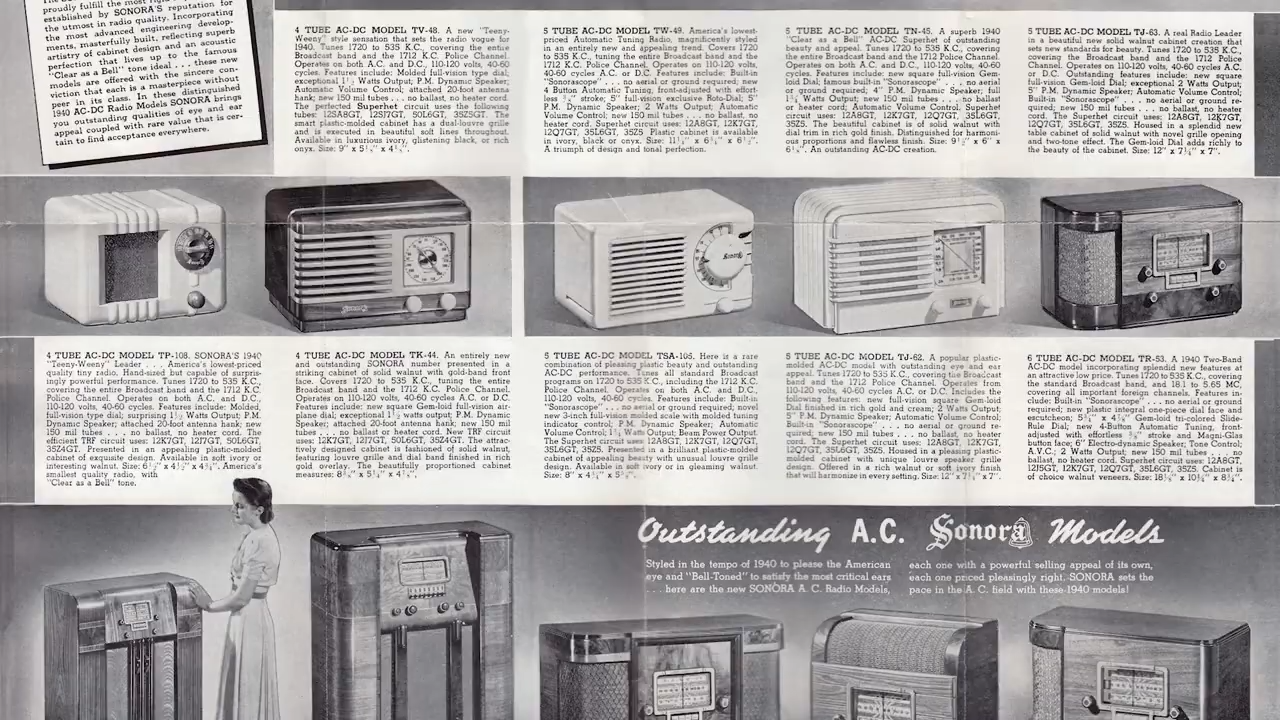 proudly fulfill the most
established by SONORA'S reputation for
the utmost in radio quality. Incorporating
the most advanced engineering develop-
ments, masterfully built, reflecting superb
artistry of cabinet design and an acoustic
perfection that lives up to the famous
"Clear as a Bell" tone ideal . . . these new
models are offered with the sincere con-
viction that each is a masterpiece without
peer in its class. In these distinguished
1940 AC-DC Radio Models SONORA brings
you outstanding qualities of eye and ear
appeal coupled with rare value that is cer-
tain to find acceptance everywhere.
4 TUBE AC-DC MODEL TV-48. A new "Teeny-
Weeny" style sensation that sets the radio vogue for
1940. Tunes 1720 to 535 K.C., covering the entire
Broadcast band and the 1712 K.C. Police Channel.
Operates on both A.C. and D.C., 110-120 volts, 40-60
cycles. Features include: Molded full-vision type dial;
exceptional 1½ Watts Output; P.M. Dynamic Speaker;
Automatic Volume Control; attached 20-foot antenna
hank; new 150 mil tubes . . . no ballast, no heater cord.
The perfected Superhet circuit uses the following
tubes: 12SA8GT, 12SJ7GT, 12SQ7GT, 50L6GT, 35Z5GT. The
smart plastic-molded cabinet has a dual-louvre grille
and is executed in beautiful soft lines throughout.
Available in luxurious ivory, glistening black, or rich
onyx. Size: 9" x 5¼" x 4¼".
5 TUBE AC-DC MODEL TW-49. America's lowest-
priced Automatic Tuning Radio, magnificently styled
in an entirely new and appealing trend. Covers 1720
to 535 K.C., tuning the entire Broadcast band and the
1712 K.C. Police Channel. Operates on 110-120 volts,
40-60 cycles A.C. or D.C. Features include: Built-in
"Sonorascope" . . . no aerial or ground required; new
4 Button Automatic Tuning, front-adjusted with effort-
less stroke; 5" full-vision exclusive Roto-Dial; 5"
P.M. Dynamic Speaker; 2 Watts Output; Automatic
Volume Control; new 150 mil tubes . . . no ballast, no
heater cord. Superhet circuit uses: 12A8GT, 12K7GT,
12Q7GT, 35L6GT, 35Z5. Plastic cabinet is available
in ivory, black or onyx. Size: 11¼" x 6¼" x 6½".
A triumph of design and tonal perfection.
5 TUBE AC-DC MODEL TN-45. A superb 1940
"Clear as a Bell" AC-DC Superhet of outstanding
beauty and appeal. Tunes 1720 to 535 K.C., covering
the entire Broadcast band and the 1712 K.C. Police
Channel. Operates on both A.C. and D.C., 110-120
volts, 40-60 cycles. Features include: new square full-vision Gem-
loid Dial; famous built-in "Sonorascope" . . . no aerial
or ground required; 4" P.M. Dynamic Speaker; full
1½ Watts Output; new 150 mil tubes . . . no ballast
or heater cord; Automatic Volume Control. Superhet
circuit uses: 12A8GT, 12K7GT, 12Q7GT, 35L6GT,
35Z5. The beautiful cabinet is of solid walnut with
dial trim in rich gold finish. Distinguished for harmoni-
ous proportions and flawless finish. Size: 9½" x 6" x
6¼". An outstanding AC-DC creation.
5 TUBE AC-DC MODEL TJ-63. A real Radio Leader
in a beautiful new solid walnut cabinet creation that
sets new standards for beauty. Tunes 1720 to 535 K.C.,
covering the Broadcast band and the 1712 K.C. Police
Channel. Operates on 110-120 volts, 40-60 cycles A.C.
or D.C. Outstanding features include: new square
full-vision Gem-loid Dial; exceptional 2 Watts Output;
5" P.M. Dynamic Speaker; Automatic Volume Control;
Built-in "Sonorascope" . . . no aerial or ground re-
quired; new 150 mil tubes . . . no ballast, no heater
cord. The Superhet circuit uses: 12A8GT, 12K7GT,
12Q7GT, 35L6GT, 35Z5. Housed in a splendid new
table cabinet of solid walnut with novel grille opening
and two-tone effect. The Gem-loid Dial adds richly to
the beauty of the cabinet. Size: 12" x 7¼" x 7".
4 TUBE AC-DC MODEL TP-108. SONORA'S 1940
"Teeny-Weeny" Leader . . . America's lowest-priced
quality type radio. Hand-sized but capable of surpris-
ingly powerful performance. Tunes 1720 to 535 K.C.,
covering the entire Broadcast band and the 1712 K.C.
Police Channel. Operates on both A.C. and D.C.,
110-120 volts, 40-60 cycles. Features include: Molded,
full-vision type dial; surprising 1½ Watts Output; P.M.
Dynamic Speaker; attached 20-foot antenna hank; new
150 mil tubes . . . no ballast, no heater cord. The
efficient TRF circuit uses: 12K7GT, 12J7GT, 50L6GT,
35Z4GT. Presented in an appealing plastic-molded
cabinet of exquisite design. Available in soft ivory or
interesting walnut. Size: 6½" x 4½" x 4¾". America's
smallest quality radio, with
"Clear as a Bell" tone.
4 TUBE AC-DC MODEL TK-44. An entirely new
and outstanding SONORA number presented in a
striking cabinet of solid walnut with gold-band front
face. Covers 1720 to 535 K.C., tuning the entire
Broadcast band and the 1712 K.C. Police Channel.
Operates on 110-120 volts, 40-60 cycles A.C. or D.C.
Features include: new Gem-loid full-vision air-
plane dial; exceptional 1½ watts output; P.M. Dynamic
Speaker; attached 20-foot antenna hank; new 150 mil
tubes . . . no ballast or heater cord. New TRF circuit
uses: 12K7GT, 12J7GT, 50L6GT, 35Z4GT. The attrac-
tively designed cabinet is fashioned of solid walnut,
featuring louvre grille and dial band finished in rich
gold overlay. The beautifully proportioned cabinet
measures: 8¾" x 5¼" x 4½".
5 TUBE AC-DC MODEL TSA-105. Here is a rare
combination of pleasing plastic beauty and outstanding
AC-DC performance. Tunes all standard Broadcast
programs on 1720 to 535 K.C., including the 1712 K.C.
Police Channel. Operates on both A.C. and D.C.:
110-120 volts, 40-60 cycles. Features include: Built-in
"Sonorascope" . . . no aerial or ground required; novel
new 3-inch full-vision molded scale with molded tuning
indicator control; P.M. Dynamic Speaker; Automatic
Volume Control; 1½ Watts Output; Beam Power Output.
The Superhet circuit uses: 12A8GT, 12K7GT, 12Q7GT,
35L6GT, 35Z5. Presented in a brilliant plastic-molded
cabinet of appealing beauty with unusual louvre grille
design. Available in soft ivory or in gleaming walnut.
Size: 8" x 4¾" x 5¼".
5 TUBE AC-DC MODEL TJ-62. A popular plastic-
molded AC-DC model with outstanding eye and ear
appeal. Tunes 1720 to 535 K.C., covering the Broadcast
band and the 1712 Police Channel. Operates from
110-120 volts, 40-60 cycles A.C. or D.C. Includes the
following features: new full-vision square Gem-loid
Dial finished in rich gold and cream; 2 Watts Output;
5" P.M. Dynamic Speaker; Automatic Volume Control;
Built-in "Sonorascope" . . . no aerial or ground re-
quired; new 150 mil tubes . . . no ballast, no heater
cord. The Superhet circuit uses: 12A8GT, 12K7GT,
12Q7GT, 35L6GT, 35Z5. Housed in a pleasing plastic-
molded cabinet with unique louvre speaker grille
design. Offered in a rich walnut or soft ivory finish
that will harmonize in every setting. Size: 12" x 7¼" x 7".
6 TUBE AC-DC MODEL TR-53. A 1940 Two-Band
AC-DC model incorporating splendid new features at
an attractive low price. Tunes 1720 to 535 K.C., covering
the standard Broadcast band, and 18.1 to 5.65 MC,
covering all important foreign channels. Features in-
clude: Built-in "Sonorascope" . . . no aerial or ground
required; new plastic integral one-piece dial face and
escutcheon; 5¾" x 4½" Gem-loid tri-colored Slide-
Rule Dial; new 4-Button Automatic Tuning, front-
adjusted with effortless stroke and Magni-Glas
button face; 6" Electro-dynamic Speaker; Tone Control;
A.V.C.; 2 Watts Output; new 150 mil tubes . . . no
ballast, no heater cord. Superhet circuit uses: 12A8GT,
12J5GT, 12K7GT, 12Q7GT, 35L6GT, 35Z5. Cabinet is
of choice walnut veneers. Size: 18½" x 10¼" x 8¼".
Outstanding A.C. Sonora Models
Styled in the tempo of 1940 to please the American
eye and "Bell-Toned" to satisfy the most critical ears
. . . here are the new SONORA A. C. Radio Models,
each one with a powerful selling appeal of its own,
each one priced pleasingly right. SONORA sets the
pace in the A. C. field with these 1940 models!